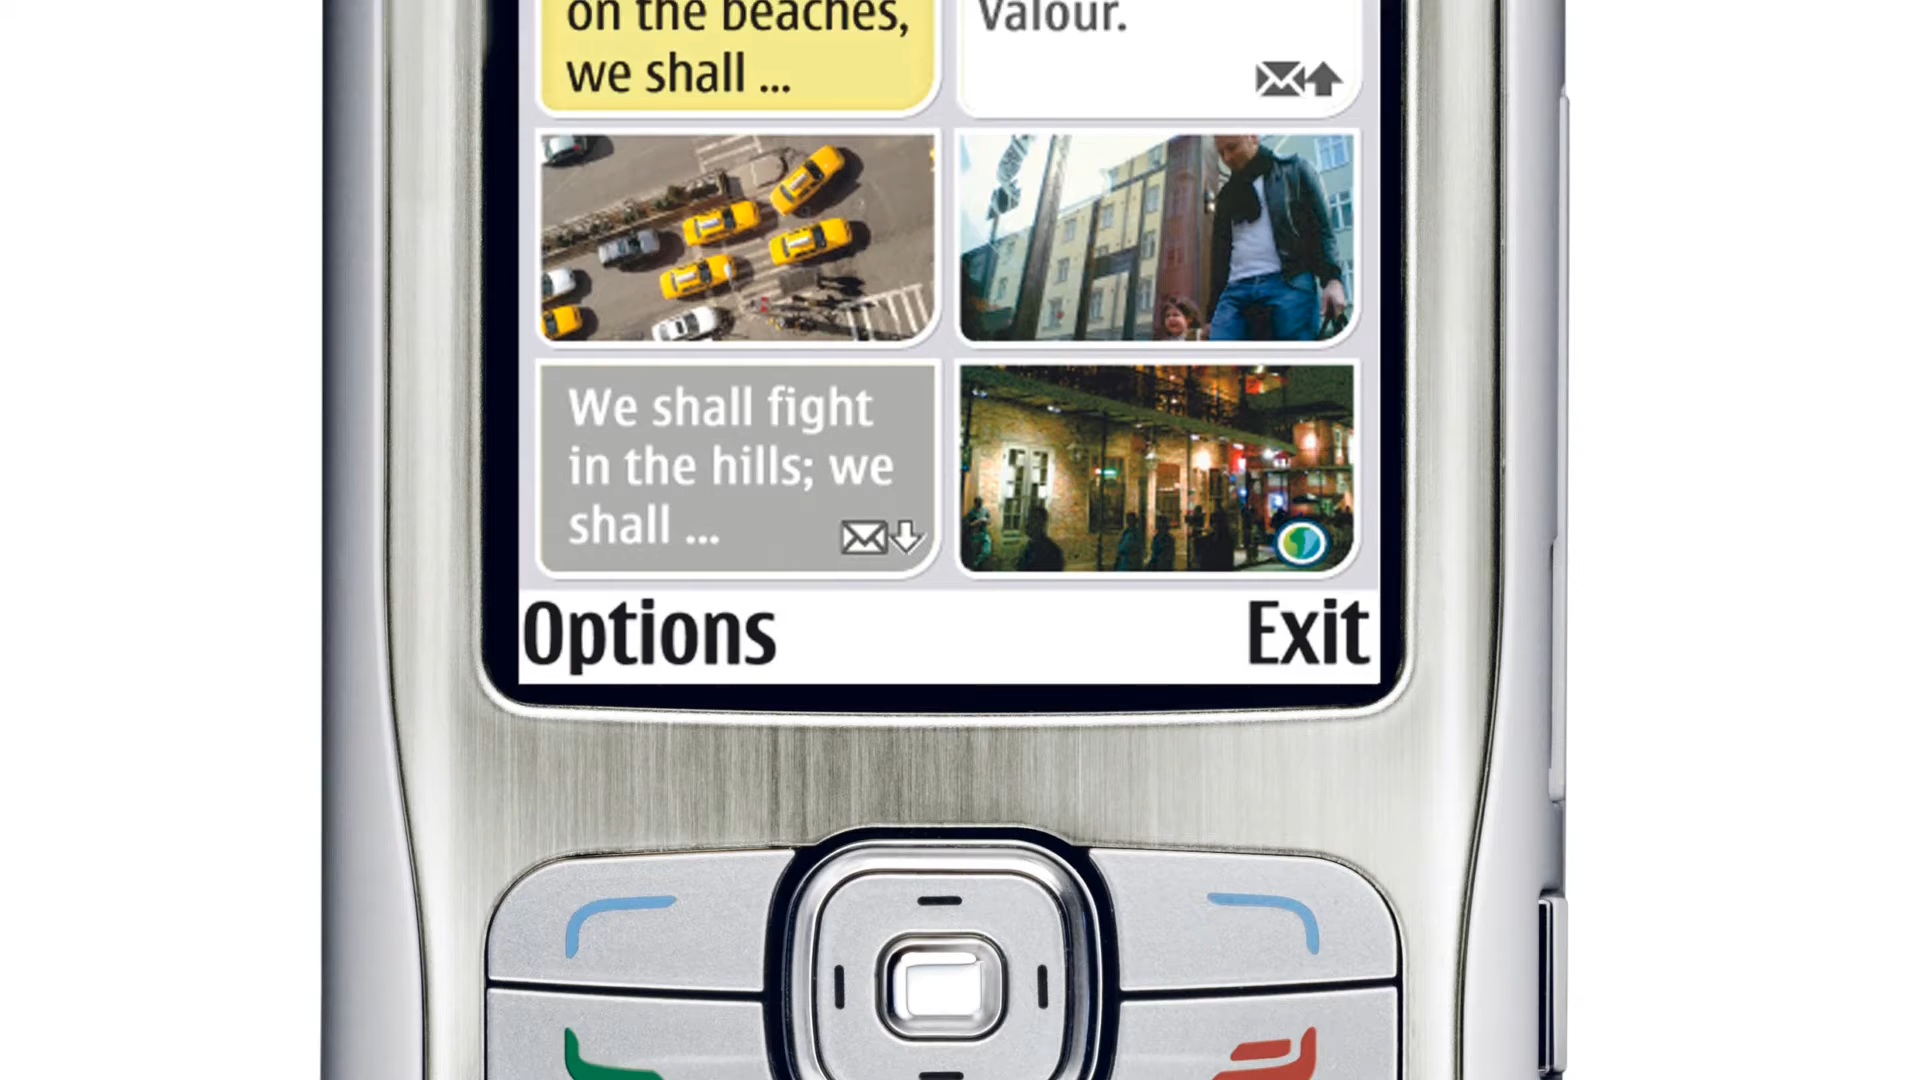 on the beaches,
we shall ...
Valour.
We shall fight
in the hills; we
shall ...
Options
Exit